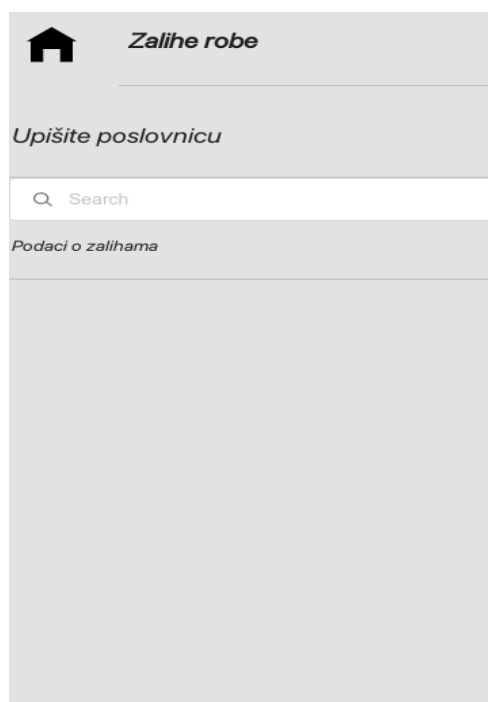 Zalihe robe
Upišite poslovnicu
Search
Podaci o zalihama